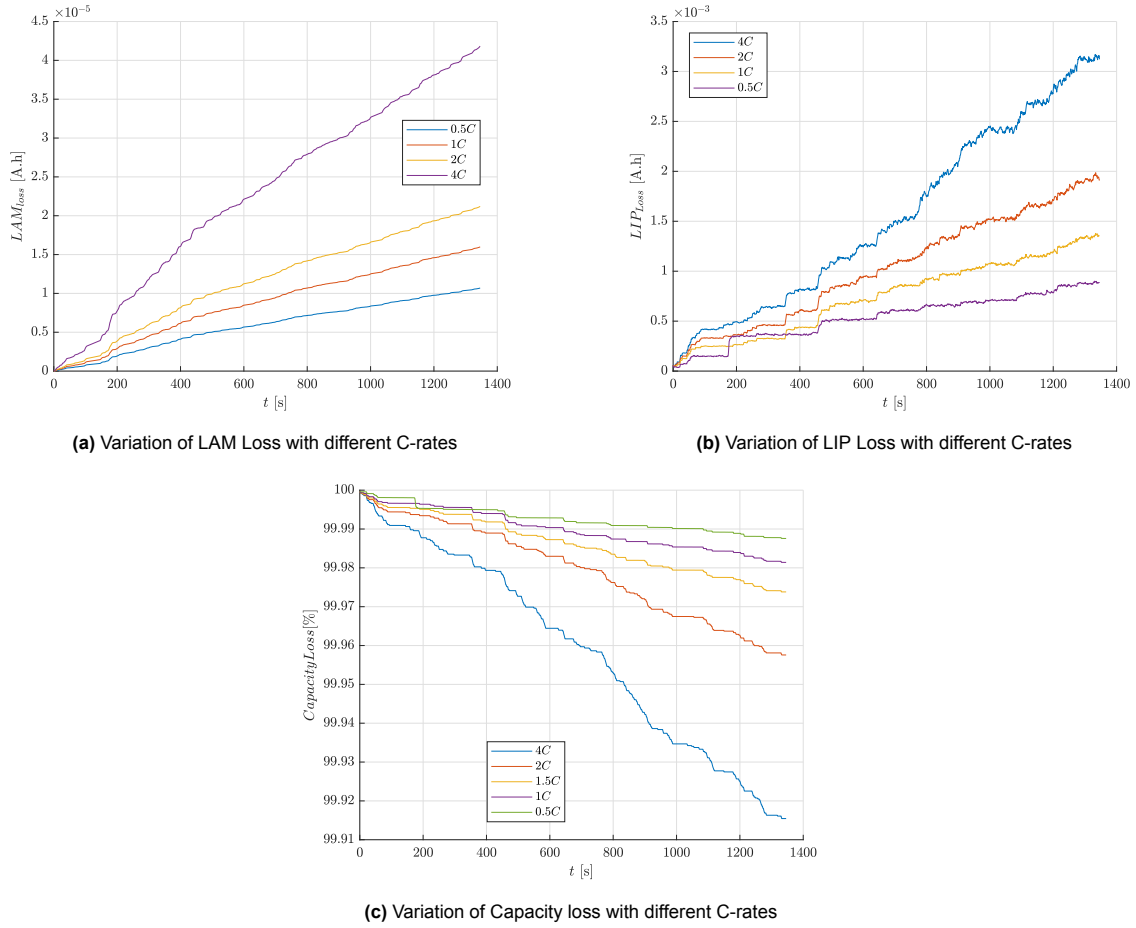 ×10⁻⁵
4.5
4
3.5
3
2.5
2
1.5
1
0.5
0
LAM_{loss} [A.h]
0.5C
1C
2C
4C
0 200 400 600 800 1000 1200 1400
t [s]
(a) Variation of LAM Loss with different C-rates
×10⁻³
3.5
3
2.5
2
1.5
1
0.5
0
LIP_{Loss} [A.h]
4C
2C
1C
0.5C
0 200 400 600 800 1000 1200 1400
t [s]
(b) Variation of LIP Loss with different C-rates
100
99.99
99.98
99.97
99.96
99.95
99.94
99.93
99.92
99.91
CapacityLoss[%]
4C
2C
1.5C
1C
0.5C
0 200 400 600 800 1000 1200 1400
t [s]
(c) Variation of Capacity loss with different C-rates